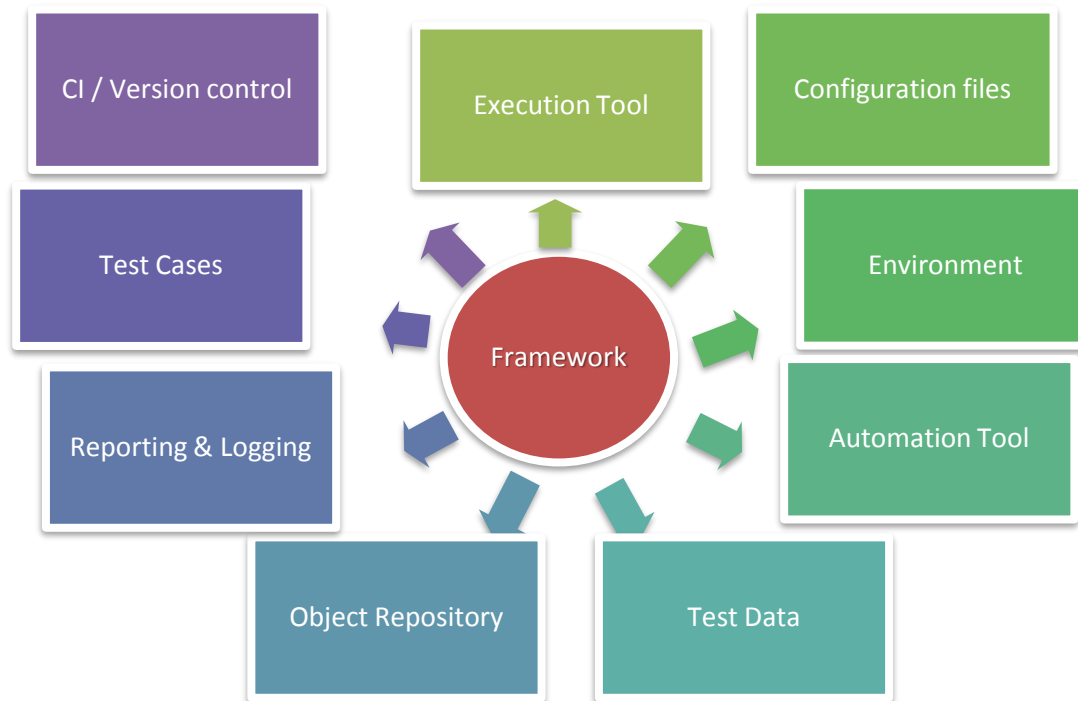 CI / Version control
Execution Tool
Configuration files
Test Cases
Environment
Framework
Reporting & Logging
Automation Tool
Object Repository
Test Data